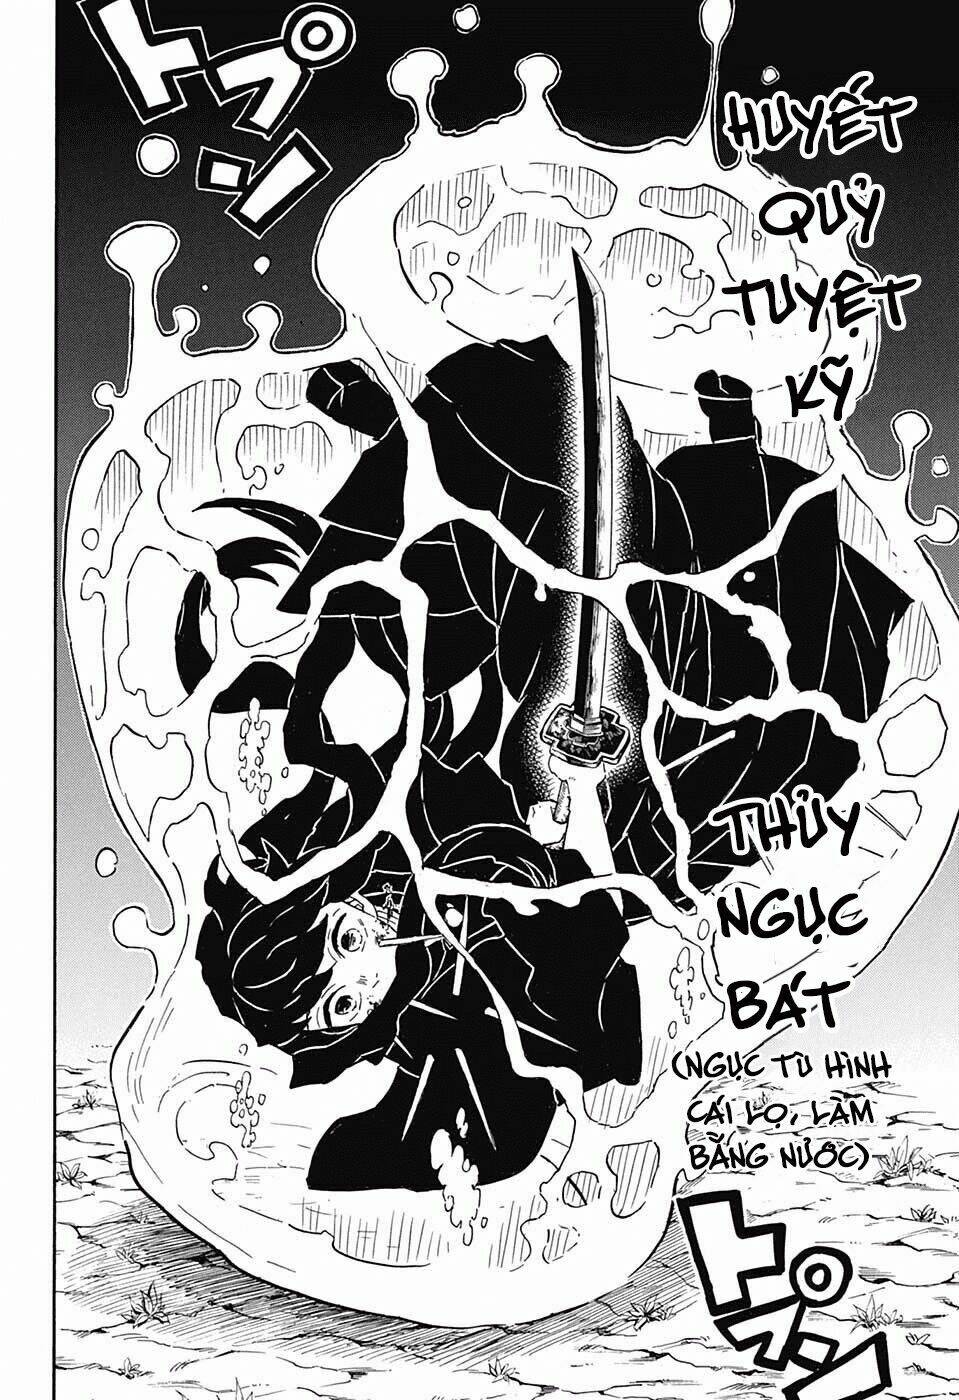 トプン
HUYẾT
QUỶ
TUYỆT
KỸ
THỦY
NGỤC
BÁT
(NGỤC TÙ HÌNH
CÁI LỌ, LÀM
BẰNG NƯỚC)
トプン